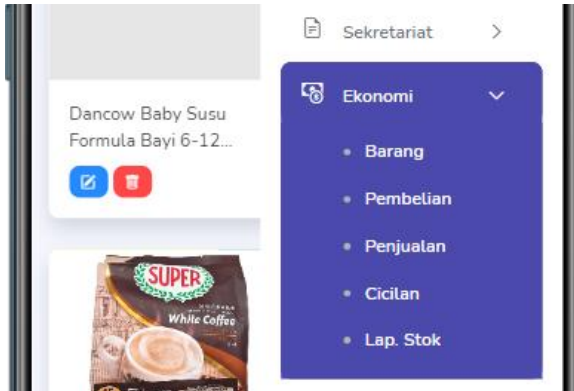 Dancow Baby Susu
Formula Bayi 6-12...
SUPER
White Coffee
Sekretariat
Ekonomi
Barang
Pembelian
Penjualan
Cicilan
Lap. Stok